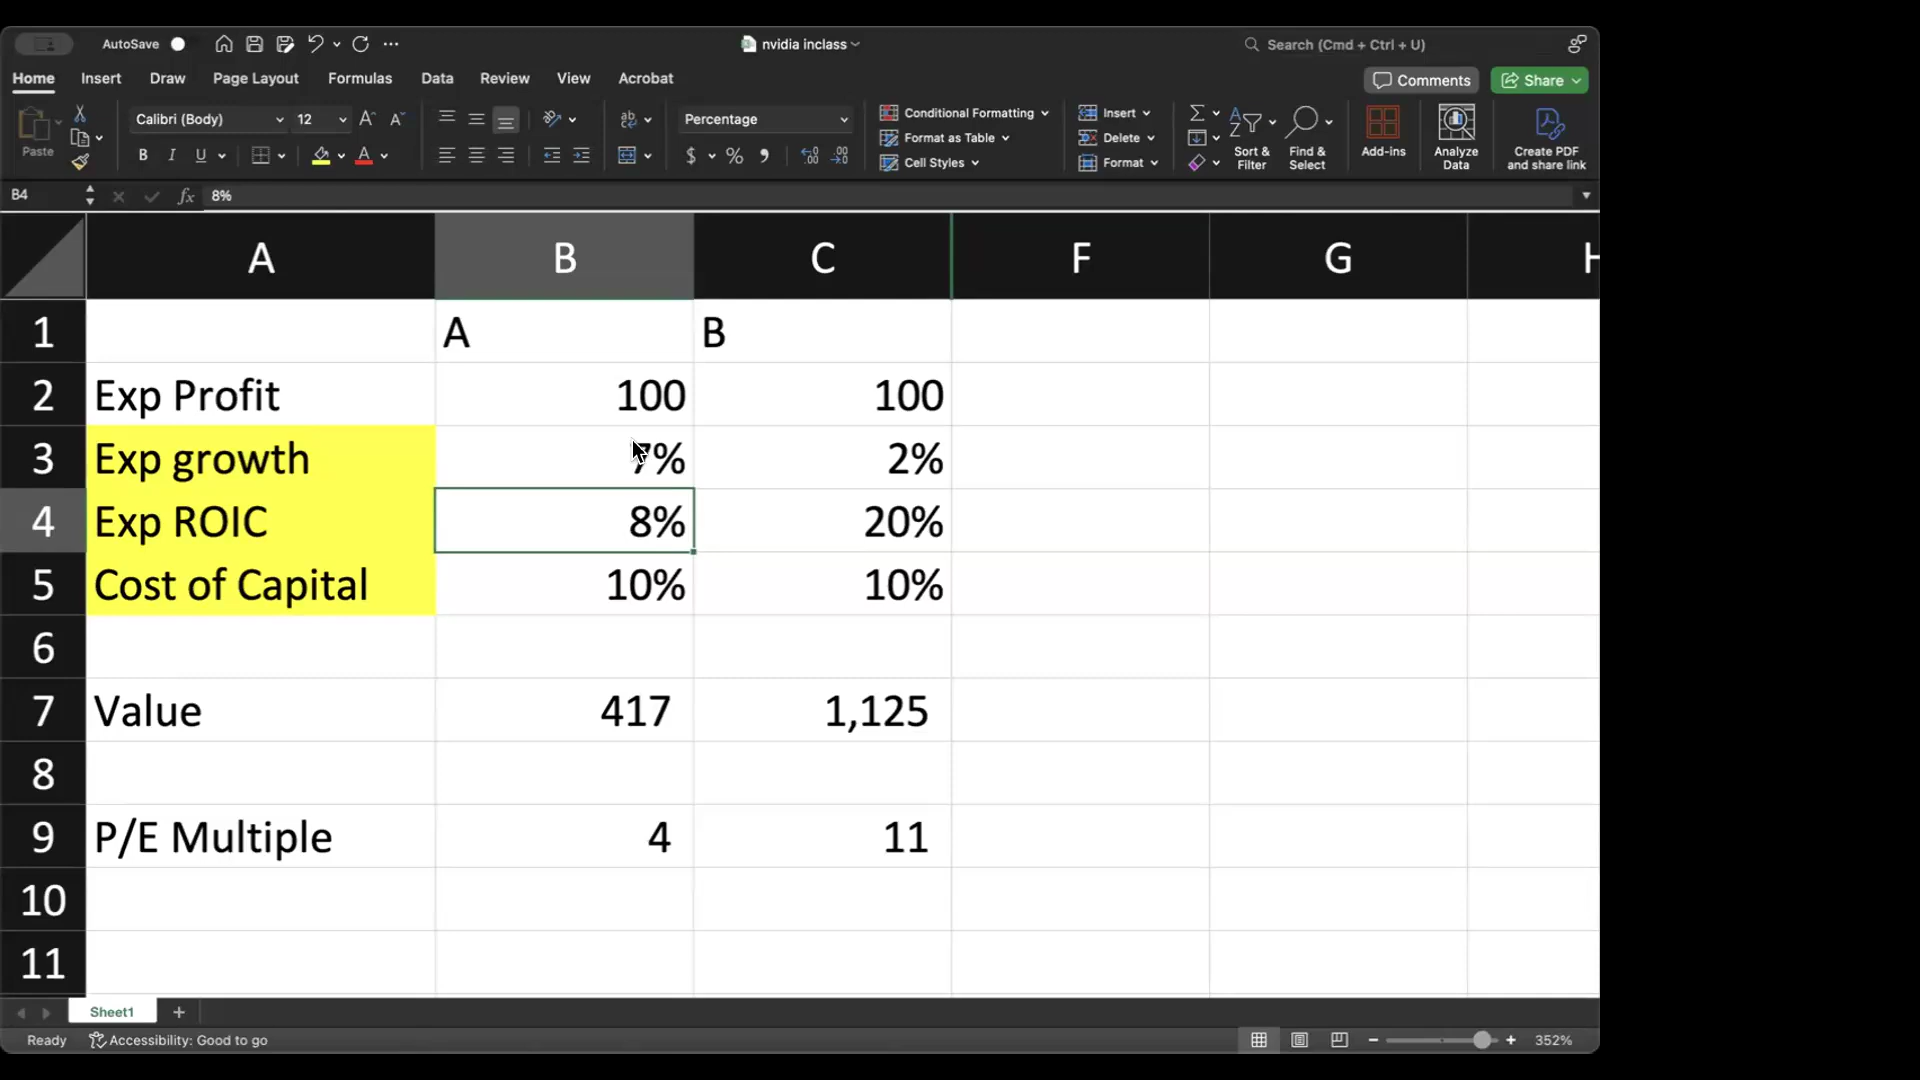 AutoSave
nvidia inclass
Search (Cmd + Ctrl + U)
Home Insert Draw Page Layout Formulas Data Review View Acrobat
Comments Share
Paste
Calibri (Body) 12
B I U
Percentage
$ %
Conditional Formatting
Format as Table
Cell Styles
Insert
Delete
Format
Sort & Filter
Find & Select
Add-ins
Analyze Data
Create PDF and share link
B4 fx 8%
A B C F G H
1 A B
2 Exp Profit 100 100
3 Exp growth 7% 2%
4 Exp ROIC 8% 20%
5 Cost of Capital 10% 10%
6
7 Value 417 1,125
8
9 P/E Multiple 4 11
10
11
Sheet1
Ready Accessibility: Good to go 352%